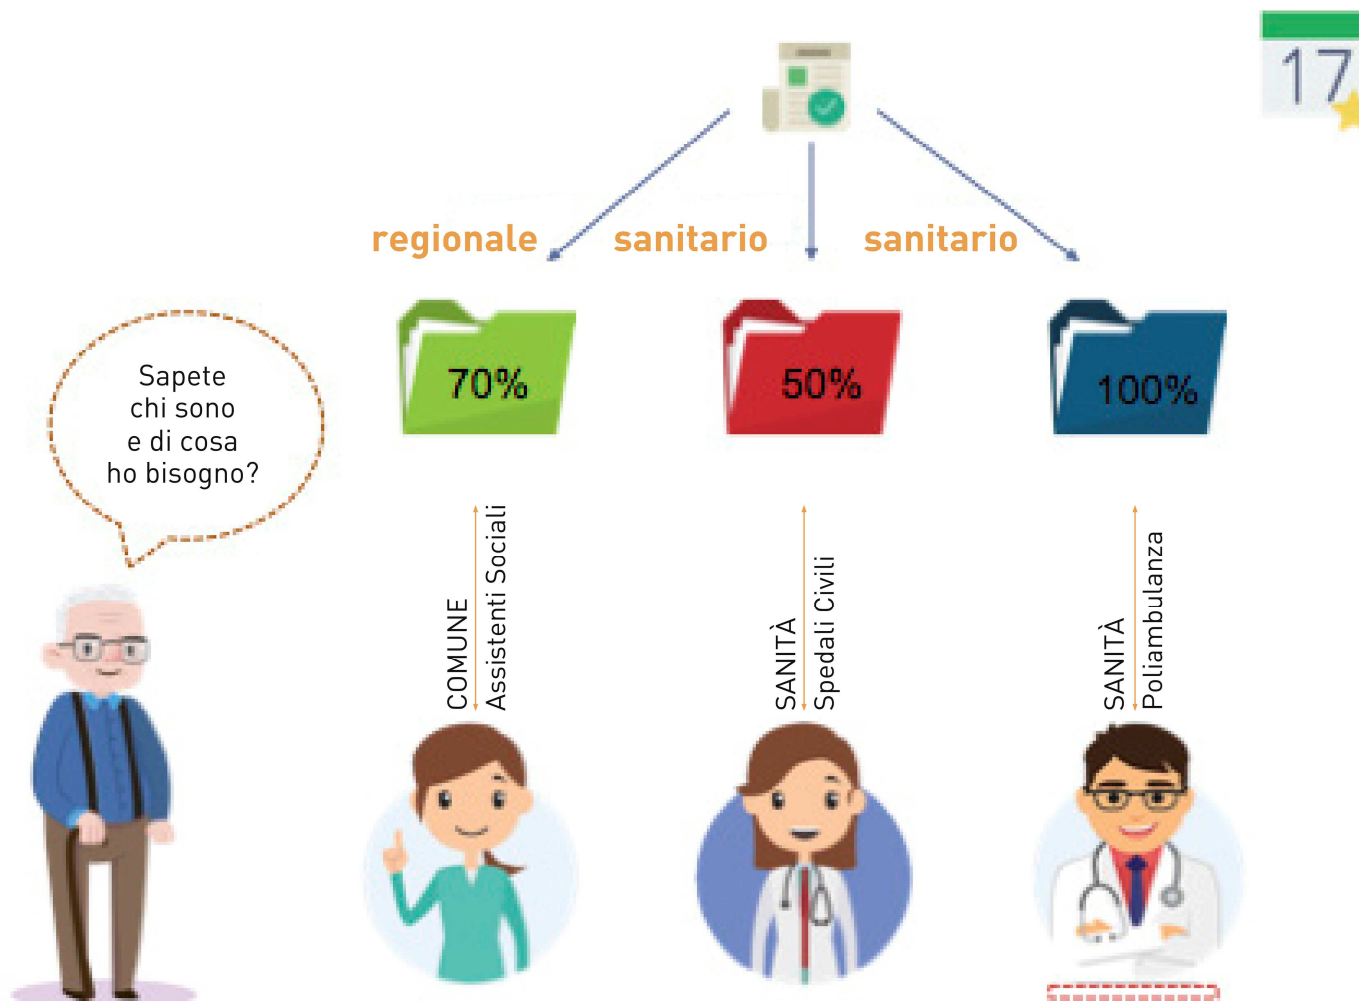 17
regionale
sanitario
sanitario
70%
50%
100%
Sapete
chi sono
e di cosa
ho bisogno?
COMUNE
Assistenti Sociali
SANITÀ
Spedali Civili
SANITÀ
Poliambulanza